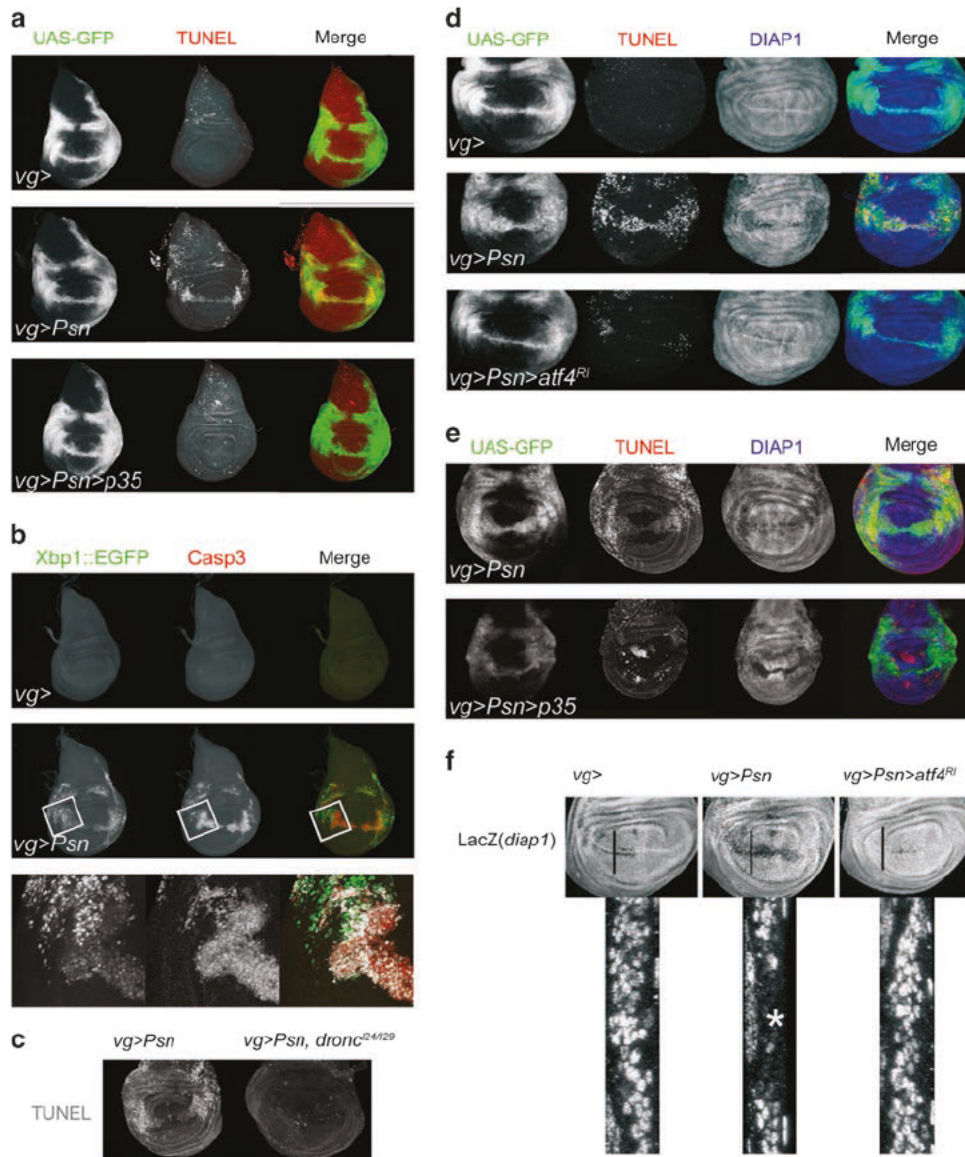 a
UAS-GFP TUNEL Merge
vg>
vg>Psn
vg>Psn>p35
b
Xbp1::EGFP Casp3 Merge
vg>
vg>Psn
c
vg>Psn vg>Psn, dronc^I24/I29
TUNEL
d
UAS-GFP TUNEL DIAP1 Merge
vg>
vg>Psn
vg>Psn>atf4^RI
e
UAS-GFP TUNEL DIAP1 Merge
vg>Psn
vg>Psn>p35
f
vg> vg>Psn vg>Psn>atf4^RI
LacZ(diap1)
*